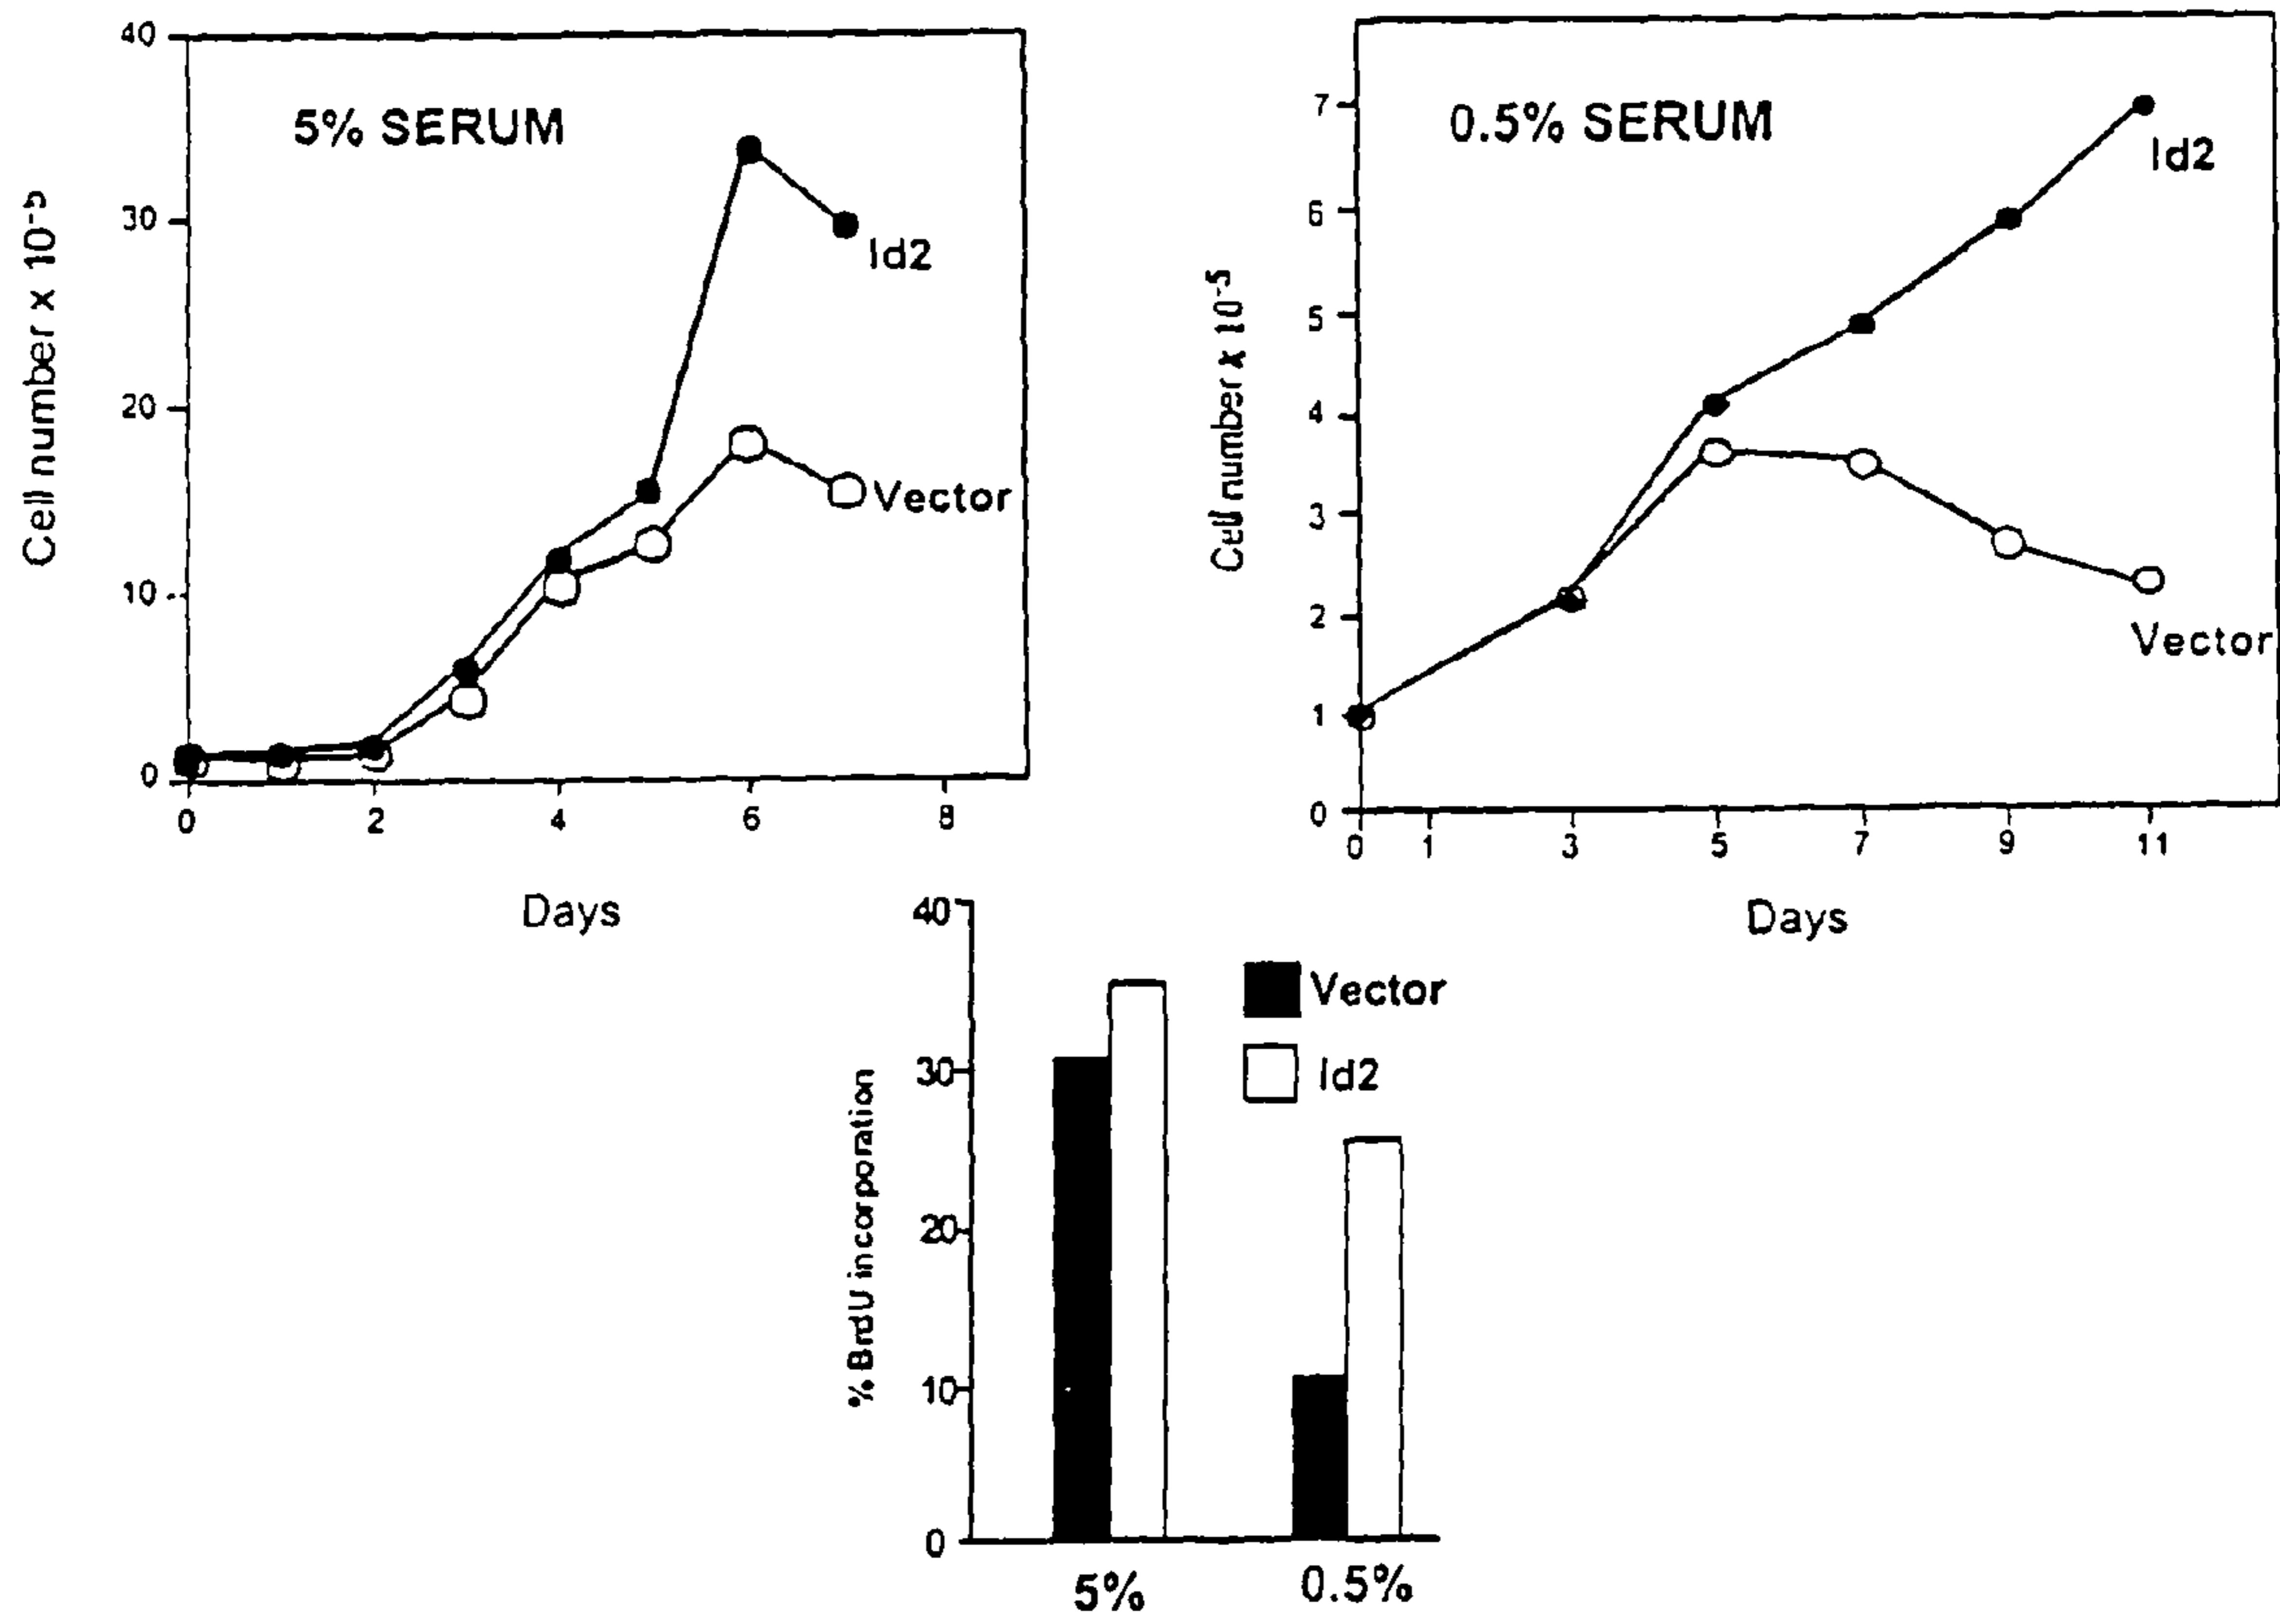 40
30
20
10
0
Cell number x 10⁻⁵
5% SERUM
Id2
Vector
0
2
4
6
8
Days
7
6
5
4
3
2
1
0
Cell number x 10⁻⁵
0.5% SERUM
Id2
Vector
0
1
3
5
7
9
11
Days
40
30
20
10
0
% BrdU incorporation
Vector
Id2
5%
0.5%